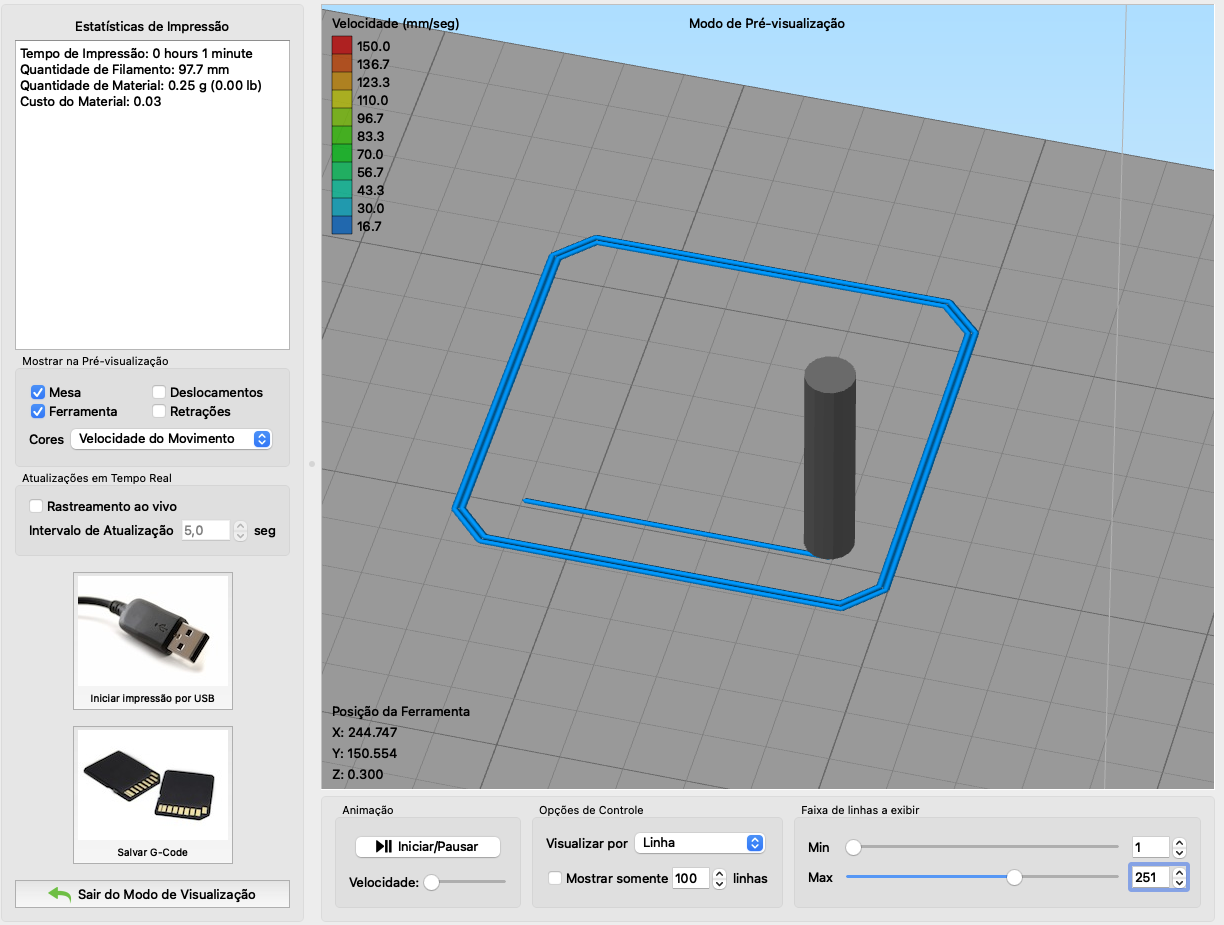 Estatísticas de Impressão
Tempo de Impressão: 0 hours 1 minute
Quantidade de Filamento: 97.7 mm
Quantidade de Material: 0.25 g (0.00 lb)
Custo do Material: 0.03
Mostrar na Pré-visualização
Mesa
Deslocamentos
Ferramenta
Retrações
Cores
Velocidade do Movimento
Atualizações em Tempo Real
Rastreamento ao vivo
Intervalo de Atualização 5,0 seg
Iniciar impressão por USB
Salvar G-Code
Sair do Modo de Visualização
Velocidade (mm/seg)
150.0
136.7
123.3
110.0
96.7
83.3
70.0
56.7
43.3
30.0
16.7
Modo de Pré-visualização
Posição da Ferramenta
X: 244.747
Y: 150.554
Z: 0.300
Animação
Iniciar/Pausar
Velocidade:
Opções de Controle
Visualizar por Linha
Mostrar somente 100 linhas
Faixa de linhas a exibir
Min 1
Max 251